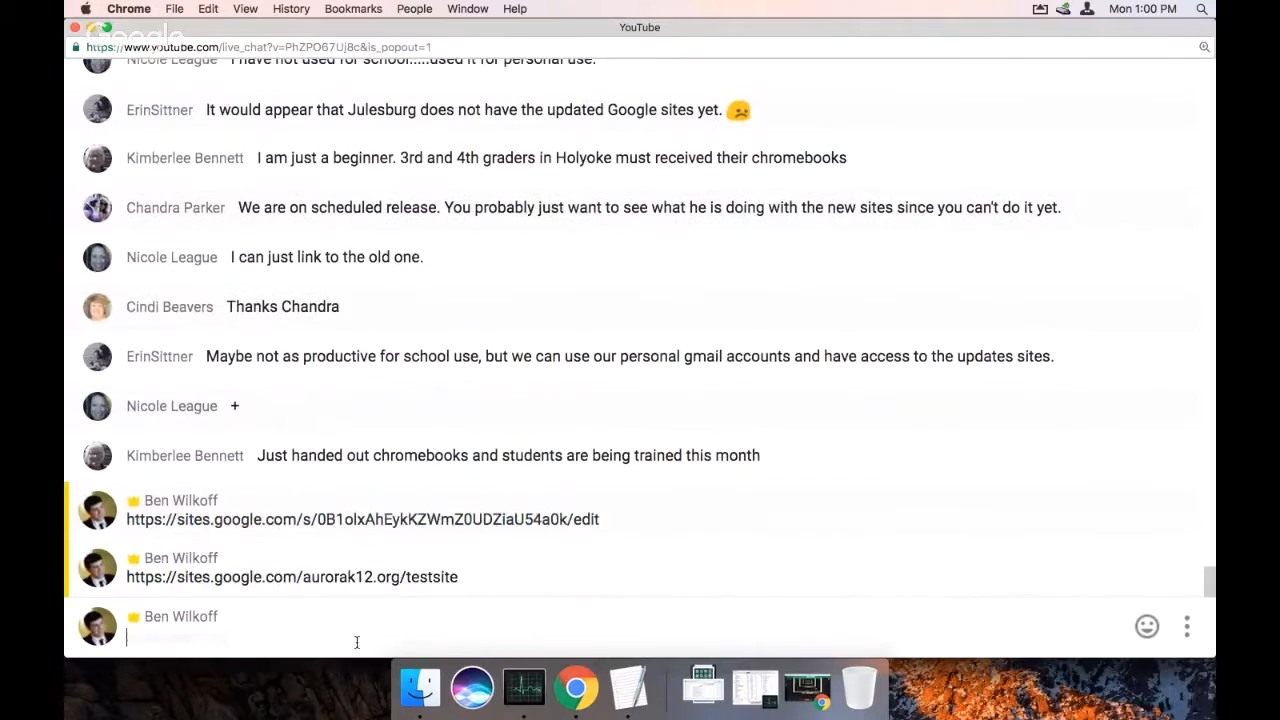 Chrome File Edit View History Bookmarks People Window Help Mon 1:00 PM
Google
YouTube
https://www.youtube.com/live_chat?v=PhZPO67Uj8c&is_popout=1
Nicole League I have not used for school.....used it for personal use.
ErinSittner It would appear that Julesburg does not have the updated Google sites yet.
Kimberlee Bennett I am just a beginner. 3rd and 4th graders in Holyoke must received their chromebooks
Chandra Parker We are on scheduled release. You probably just want to see what he is doing with the new sites since you can't do it yet.
Nicole League I can just link to the old one.
Cindi Beavers Thanks Chandra
ErinSittner Maybe not as productive for school use, but we can use our personal gmail accounts and have access to the updates sites.
Nicole League +
Kimberlee Bennett Just handed out chromebooks and students are being trained this month
Ben Wilkoff
https://sites.google.com/s/0B1olxAhEykKZWmZ0UDZiaU54a0k/edit
Ben Wilkoff
https://sites.google.com/aurorak12.org/testsite
Ben Wilkoff